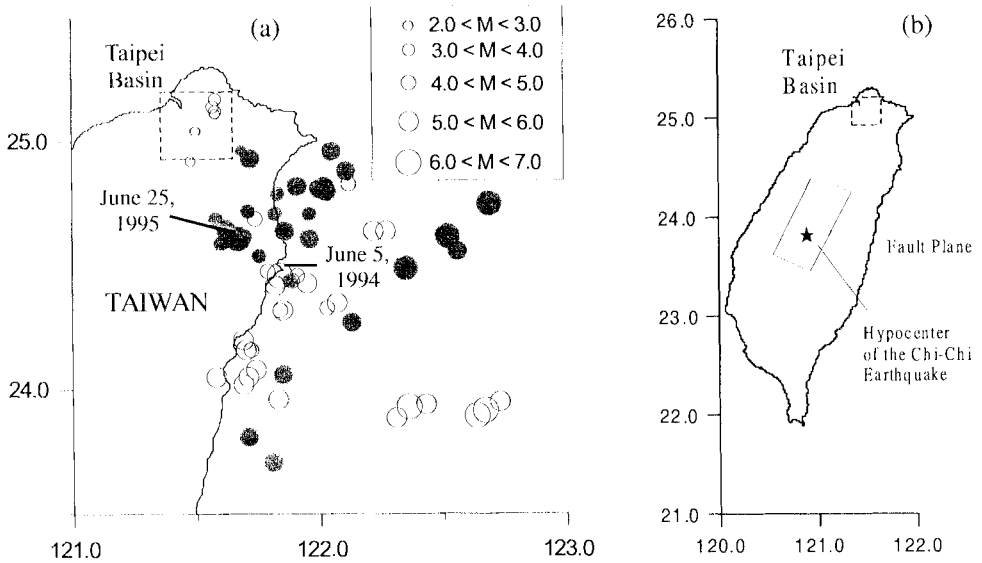 (a)
Taipei
Basin
2.0 < M < 3.0
3.0 < M < 4.0
4.0 < M < 5.0
5.0 < M < 6.0
6.0 < M < 7.0
25.0
June 25,
1995
June 5,
1994
TAIWAN
24.0
121.0
122.0
123.0
(b)
26.0
Taipei
Basin
25.0
24.0
Fault Plane
23.0
Hypocenter
of the Chi-Chi
Earthquake
22.0
21.0
120.0
121.0
122.0